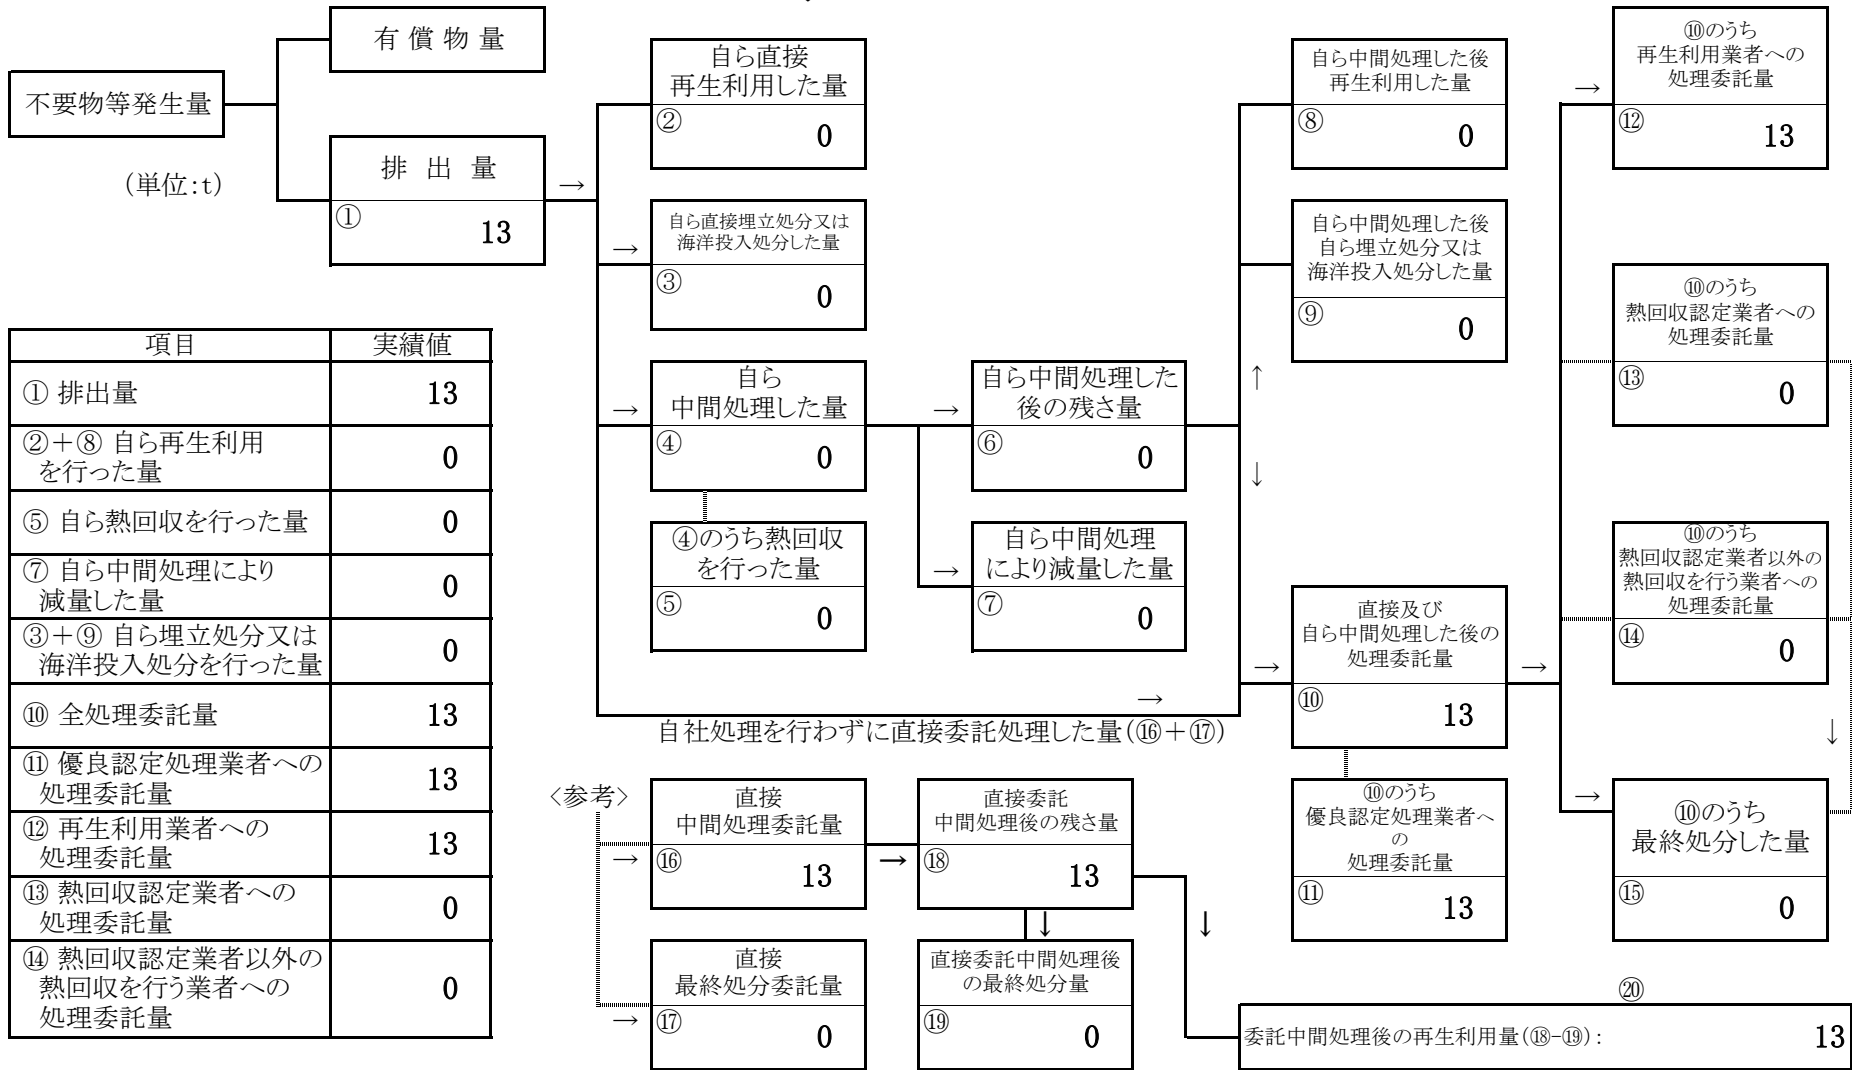 有 償 物 量
不要物等発生量
(単位:t)
排 出 量
①
13
→
自ら直接
再生利用した量
②
0
→
自ら直接埋立処分又は
海洋投入処分した量
③
0
→
自ら
中間処理した量
④
0
④のうち熱回収
を行った量
⑤
0
→
自ら中間処理した
後の残さ量
⑥
0
→
自ら中間処理
により減量した量
⑦
0
自ら中間処理した後
再生利用した量
⑧
0
自ら中間処理した後
自ら埋立処分又は
海洋投入処分した量
⑨
0
↑
↓
→
自社処理を行わずに直接委託処理した量(⑯+⑰)
→
直接及び
自ら中間処理した後の
処理委託量
⑩
13
→
⑩のうち
優良認定処理業者へ
の
処理委託量
⑪
13
→
⑩のうち
再生利用業者への
処理委託量
⑫
13
⑩のうち
熱回収認定業者への
処理委託量
⑬
0
⑩のうち
熱回収認定業者以外の
熱回収を行う業者への
処理委託量
⑭
0
↓
→
⑩のうち
最終処分した量
⑮
0
項目 実績値
① 排出量 13
②+⑧ 自ら再生利用
を行った量 0
⑤ 自ら熱回収を行った量 0
⑦ 自ら中間処理により
減量した量 0
③+⑨ 自ら埋立処分又は
海洋投入処分を行った量 0
⑩ 全処理委託量 13
⑪ 優良認定処理業者への
処理委託量 13
⑫ 再生利用業者への
処理委託量 13
⑬ 熱回収認定業者への
処理委託量 0
⑭ 熱回収認定業者以外の
熱回収を行う業者への
処理委託量 0
〈参考〉
→
直接
中間処理委託量
⑯
13
→
直接委託
中間処理後の残さ量
⑱
13
↓
↓
→
直接
最終処分委託量
⑰
0
直接委託中間処理後
の最終処分量
⑲
0
⑳
委託中間処理後の再生利用量(⑱-⑲): 13